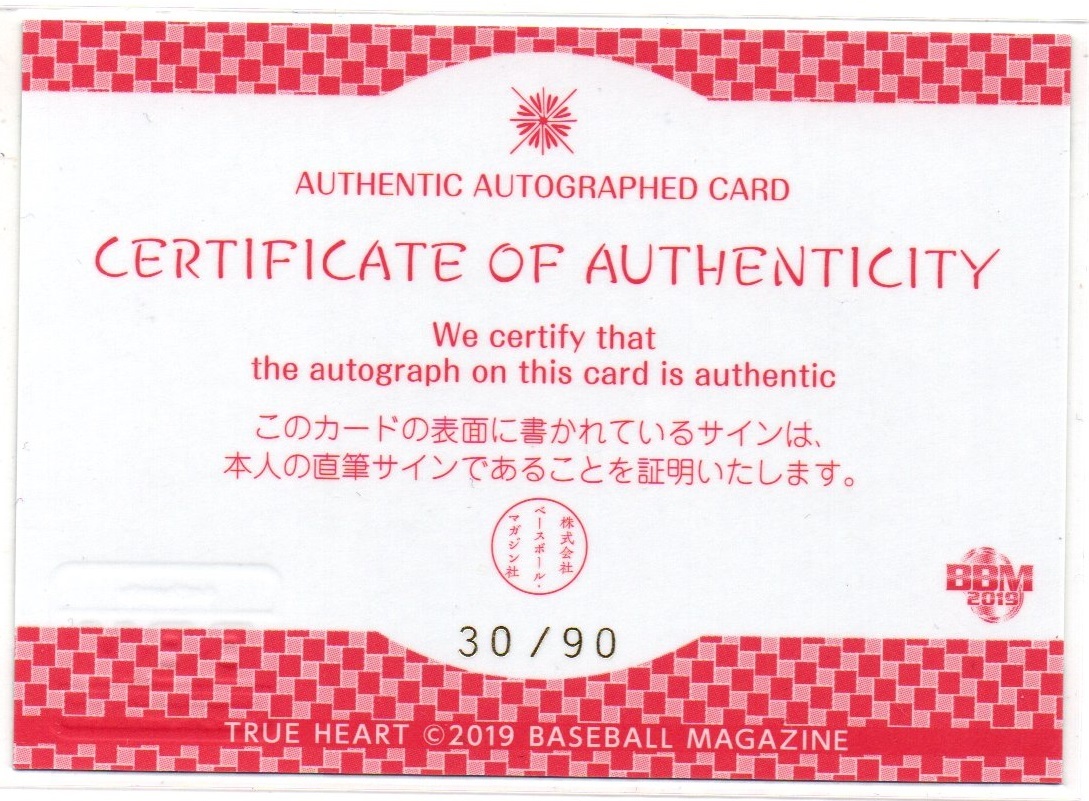 AUTHENTIC AUTOGRAPHED CARD
CERTIFICATE OF AUTHENTICITY
We certify that
the autograph on this card is authentic
このカードの表面に書かれているサインは、
本人の直筆サインであることを証明いたします。
株式会社
ベースボール・
マガジン社
BBM
2019
30/90
TRUE HEART ©2019 BASEBALL MAGAZINE